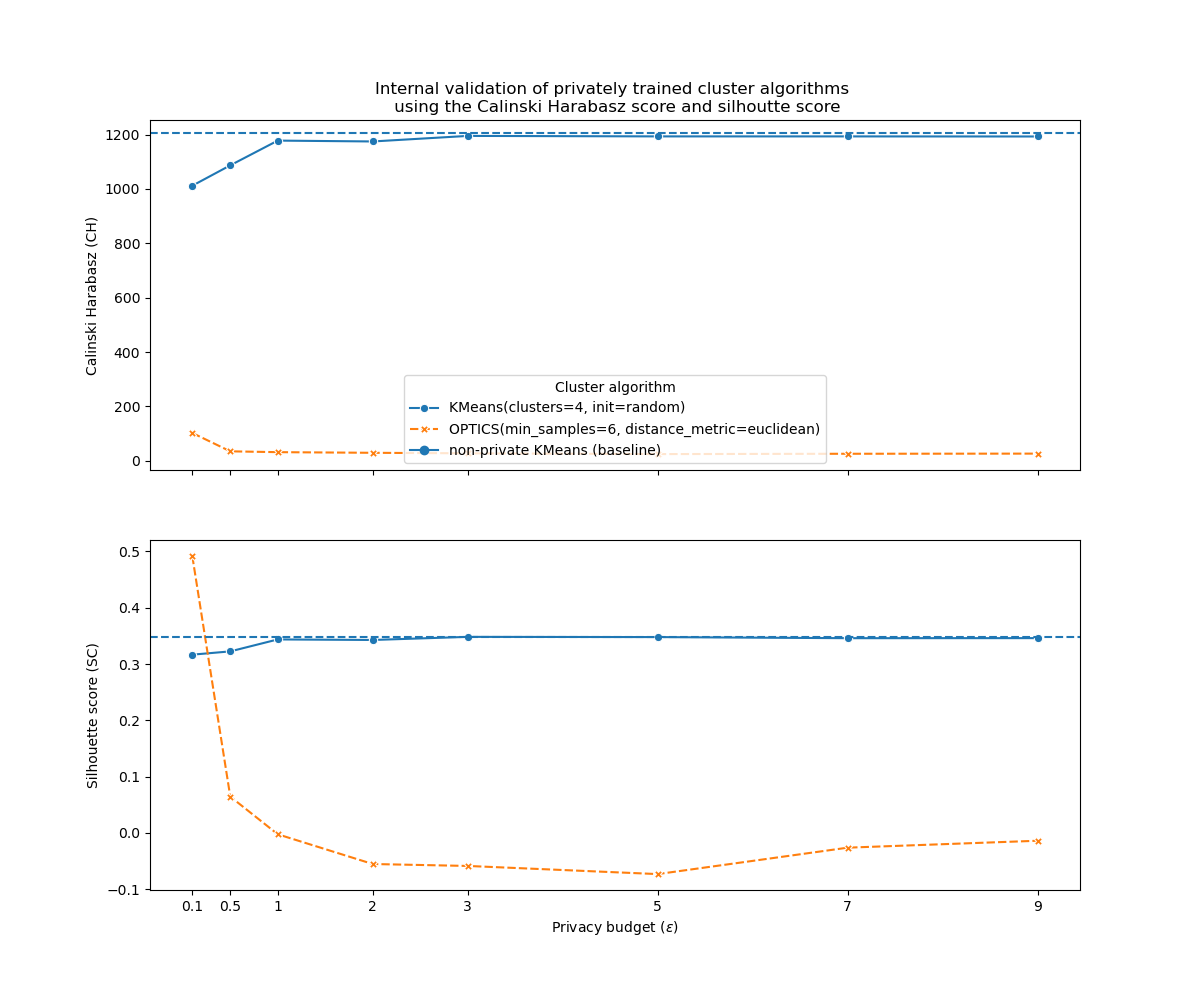 Internal validation of privately trained cluster algorithms
using the Calinski Harabasz score and silhoutte score
Calinski Harabasz (CH)
1200
1000
800
600
400
200
0
Cluster algorithm
KMeans(clusters=4, init=random)
OPTICS(min_samples=6, distance_metric=euclidean)
non-private KMeans (baseline)
Silhouette score (SC)
0.5
0.4
0.3
0.2
0.1
0.0
−0.1
0.1 0.5 1 2 3 5 7 9
Privacy budget (ε)